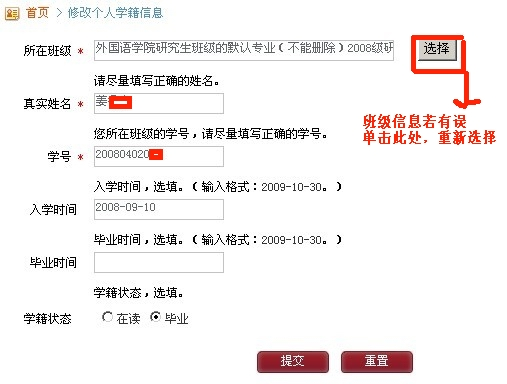 首页 > 修改个人学籍信息
所在班级 * 外国语学院研究生班级的默认专业(不能删除)2008级研 选择
请尽量填写正确的姓名。
真实姓名 * 姜
班级信息若有误
单击此处，重新选择
您所在班级的学号，请尽量填写正确的学号。
学号 * 200804020
入学时间，选填。(输入格式：2009-10-30。)
入学时间 2008-09-10
毕业时间，选填。(输入格式：2009-10-30。)
毕业时间
学籍状态，选填。
学籍状态 在读 毕业
提交 重置